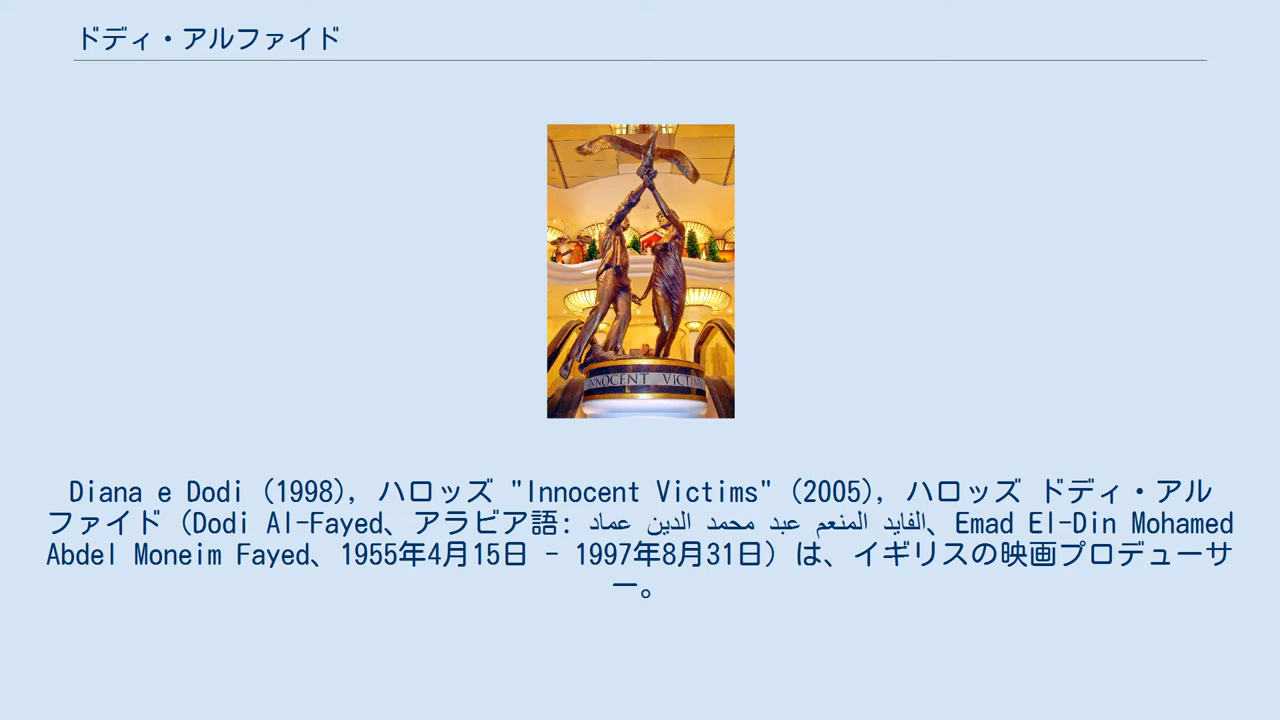 ドディ・アルファイド
INNOCENT VICTIMS
Diana e Dodi (1998), ハロッズ "Innocent Victims" (2005), ハロッズ ドディ・アル
ファイド（Dodi Al-Fayed、アラビア語: عماد الدين محمد عبد المنعم الفايد、Emad El-Din Mohamed
Abdel Moneim Fayed、1955年4月15日 - 1997年8月31日）は、イギリスの映画プロデューサ
ー。